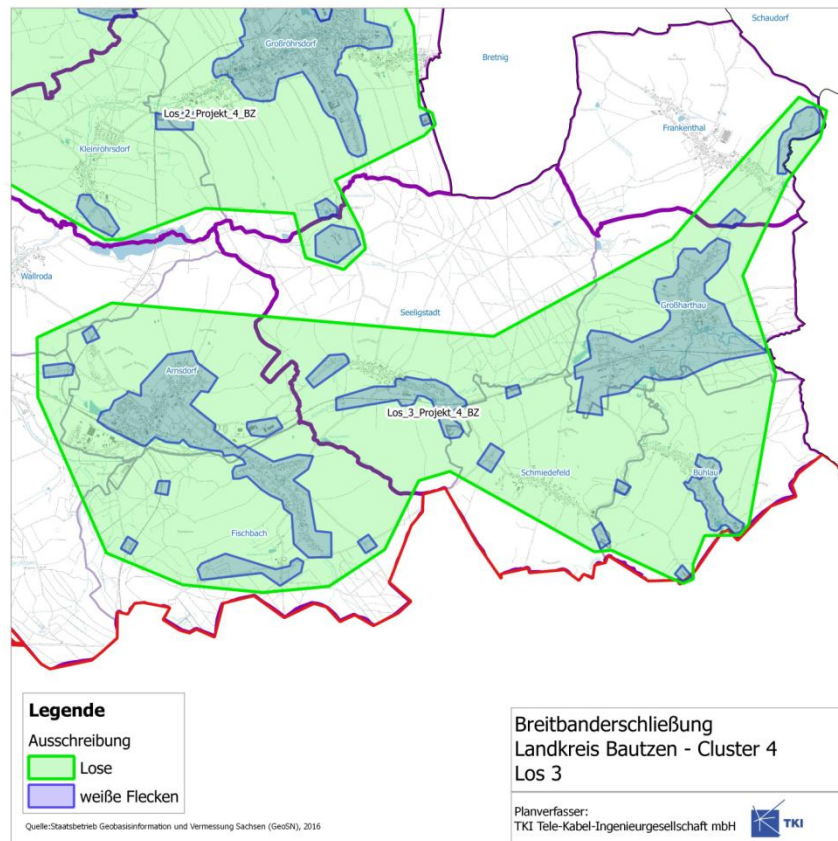 Schaudorf
Großröhrsdorf
Bretnig
Los_2_Projekt_4_BZ
Frankenthal
Kleinröhrsdorf
Wallroda
Großharthau
Seeligstadt
Arnsdorf
Los_3_Projekt_4_BZ
Schmiedefeld
Bühlau
Fischbach
Legende
Ausschreibung
Lose
weiße Flecken
Quelle:Staatsbetrieb Geobasisinformation und Vermessung Sachsen (GeoSN), 2016
Breitbanderschließung
Landkreis Bautzen - Cluster 4
Los 3
Planverfasser:
TKI Tele-Kabel-Ingenieurgesellschaft mbH
TKI